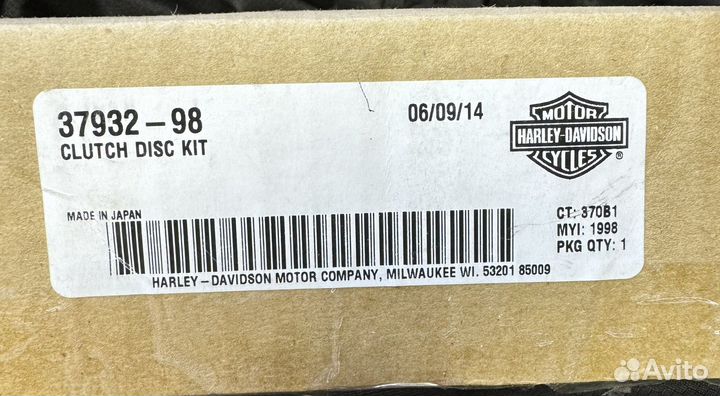 37932-98
CLUTCH DISC KIT
06/09/14
MOTOR
HARLEY-DAVIDSON
CYCLES
®
MADE IN JAPAN
CT: 370B1
MYI: 1998
PKG QTY: 1
HARLEY-DAVIDSON MOTOR COMPANY, MILWAUKEE WI. 53201 85009
Avito